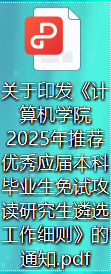 关于印发《计
算机学院
2025年推荐
优秀应届本科
毕业生免试攻
读研究生遴选
工作细则》的
通知.pdf